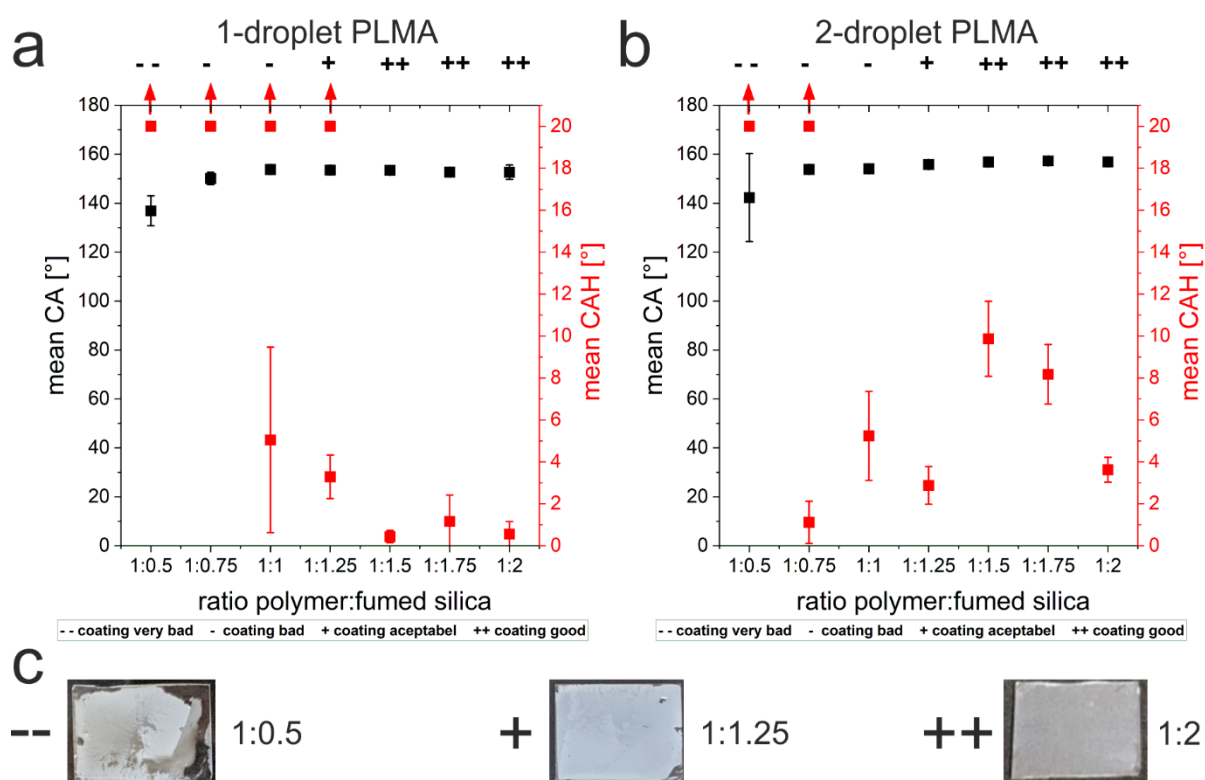 a
1-droplet PLMA
-- - - + ++ ++ ++
180
160
140
120
100
80
60
40
20
0
mean CA [°]
20
18
16
14
12
10
8
6
4
2
0
mean CAH [°]
1:0.5 1:0.75 1:1 1:1.25 1:1.5 1:1.75 1:2
ratio polymer:fumed silica
-- coating very bad - coating bad + coating aceptabel ++ coating good
b
2-droplet PLMA
-- - - + ++ ++ ++
180
160
140
120
100
80
60
40
20
0
mean CA [°]
20
18
16
14
12
10
8
6
4
2
0
mean CAH [°]
1:0.5 1:0.75 1:1 1:1.25 1:1.5 1:1.75 1:2
ratio polymer:fumed silica
-- coating very bad - coating bad + coating aceptabel ++ coating good
c
-- 1:0.5 + 1:1.25 ++ 1:2